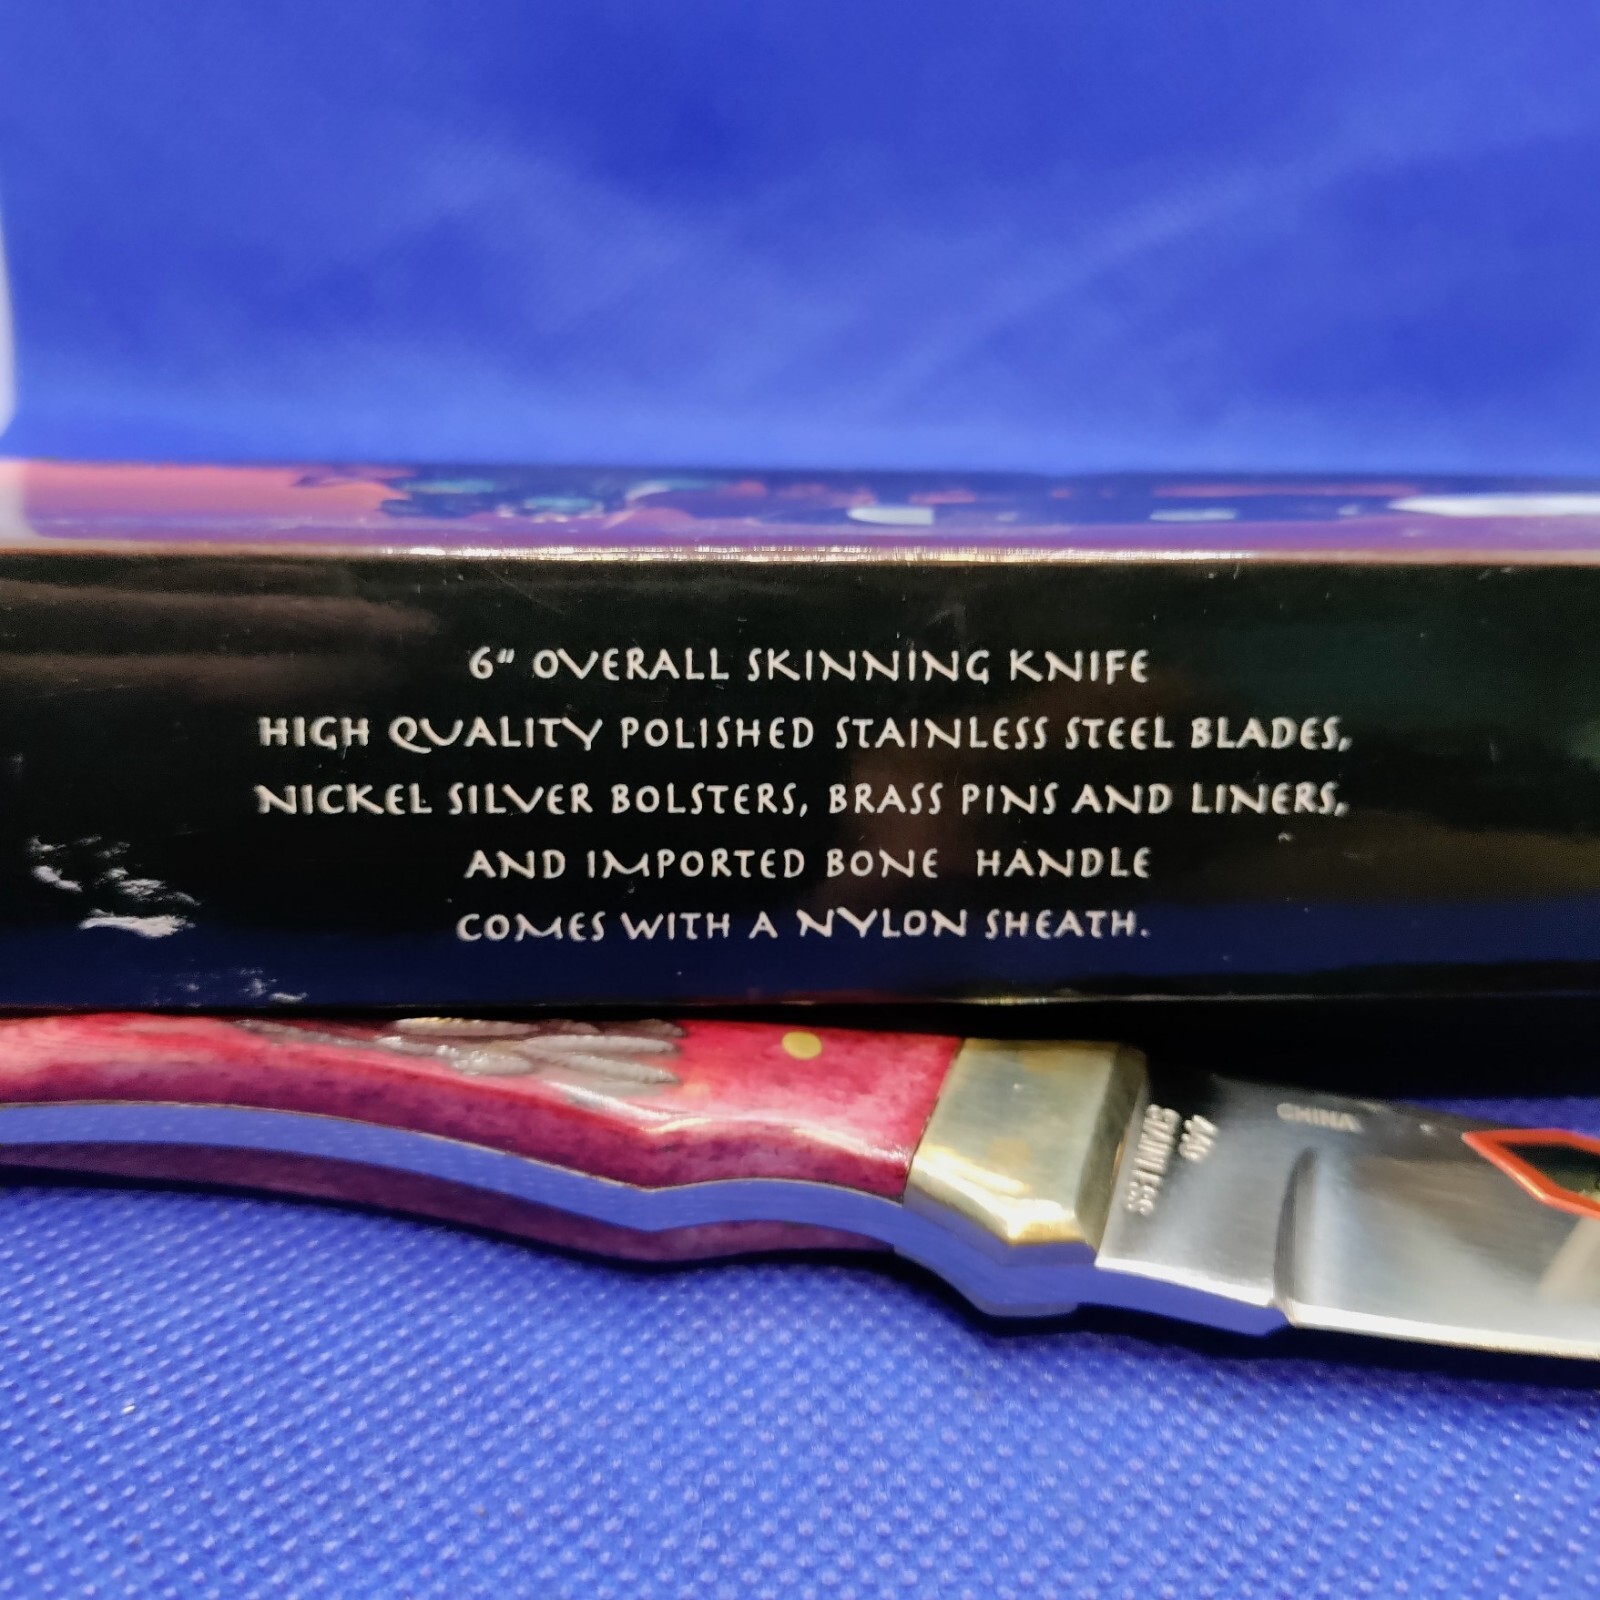 6" OVERALL SKINNING KNIFE
HIGH QUALITY POLISHED STAINLESS STEEL BLADES,
NICKEL SILVER BOLSTERS, BRASS PINS AND LINERS,
AND IMPORTED BONE HANDLE
COMES WITH A NYLON SHEATH.
CHINA
440
STAINLESS